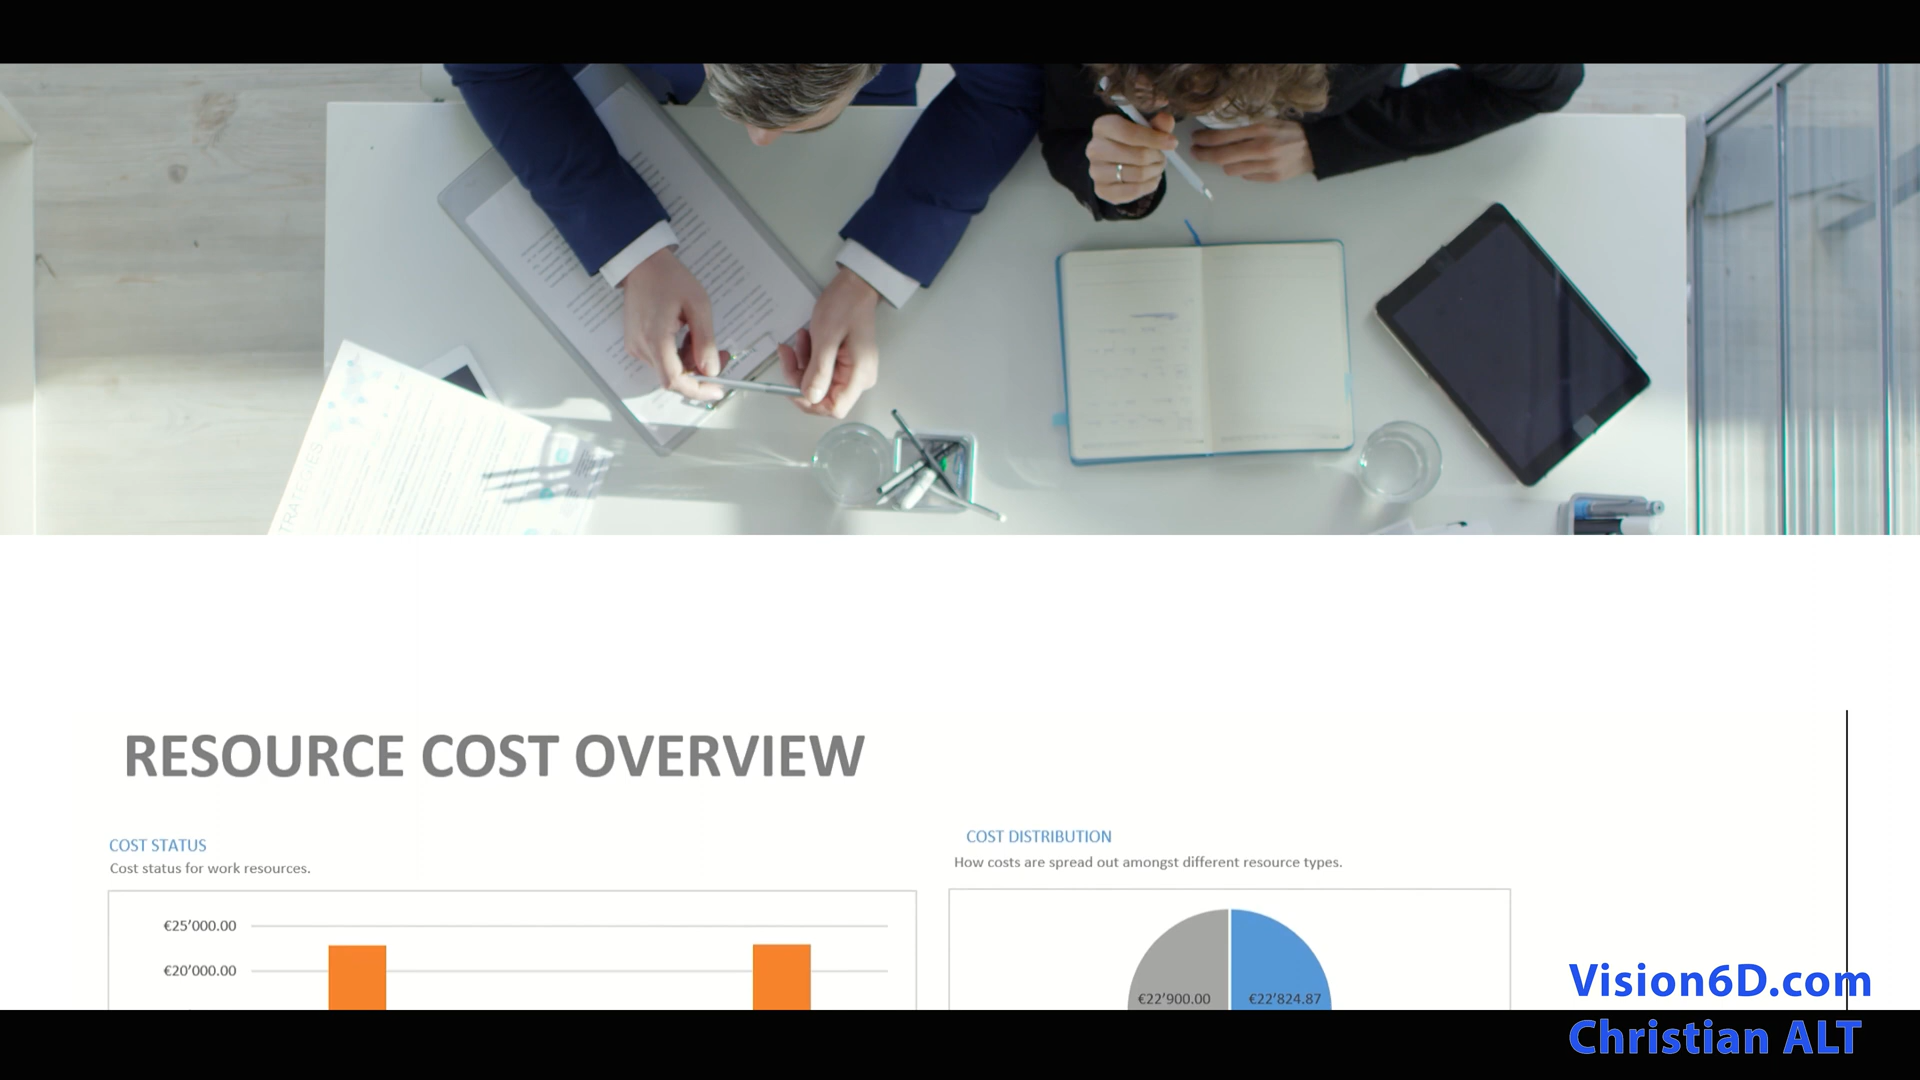 TRATEGIES
RESOURCE COST OVERVIEW
COST STATUS
Cost status for work resources.
€25’000.00
€20’000.00
COST DISTRIBUTION
How costs are spread out amongst different resource types.
€22’900.00
€22’824.87
Vision6D.com
Christian ALT